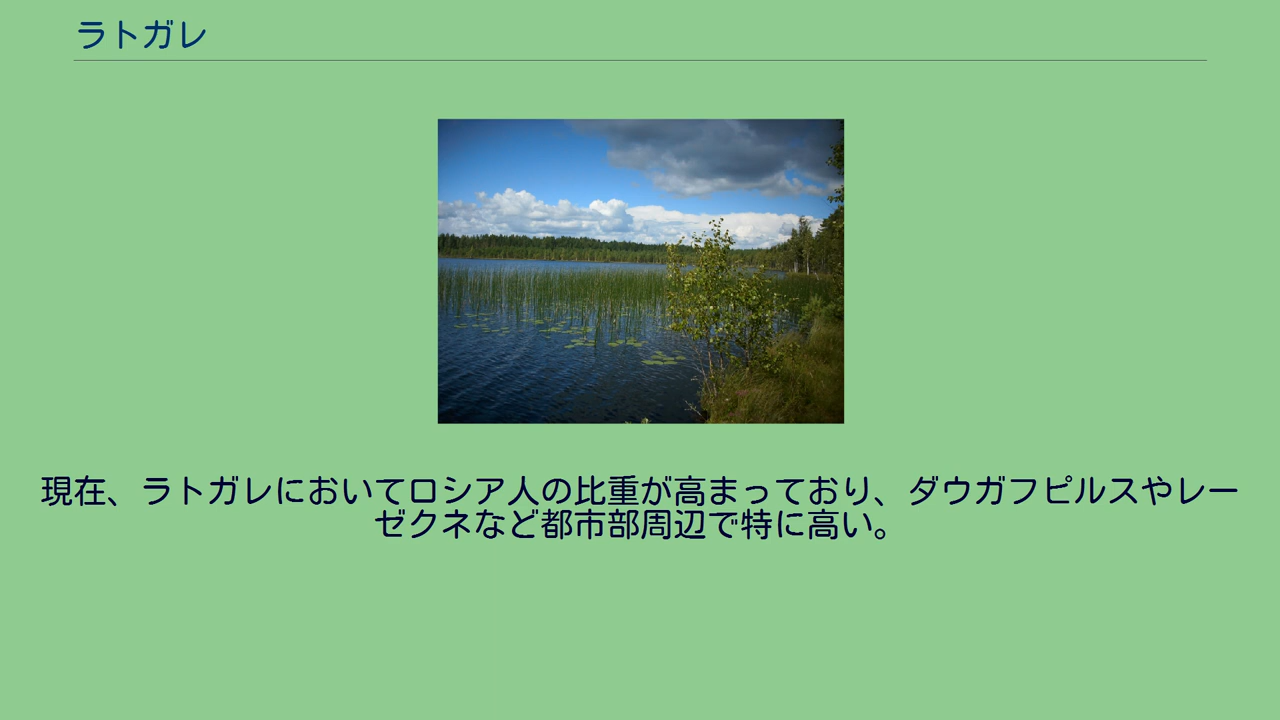 ラトガレ
現在、ラトガレにおいてロシア人の比重が高まっており、ダウガフピルスやレー
ゼクネなど都市部周辺で特に高い。